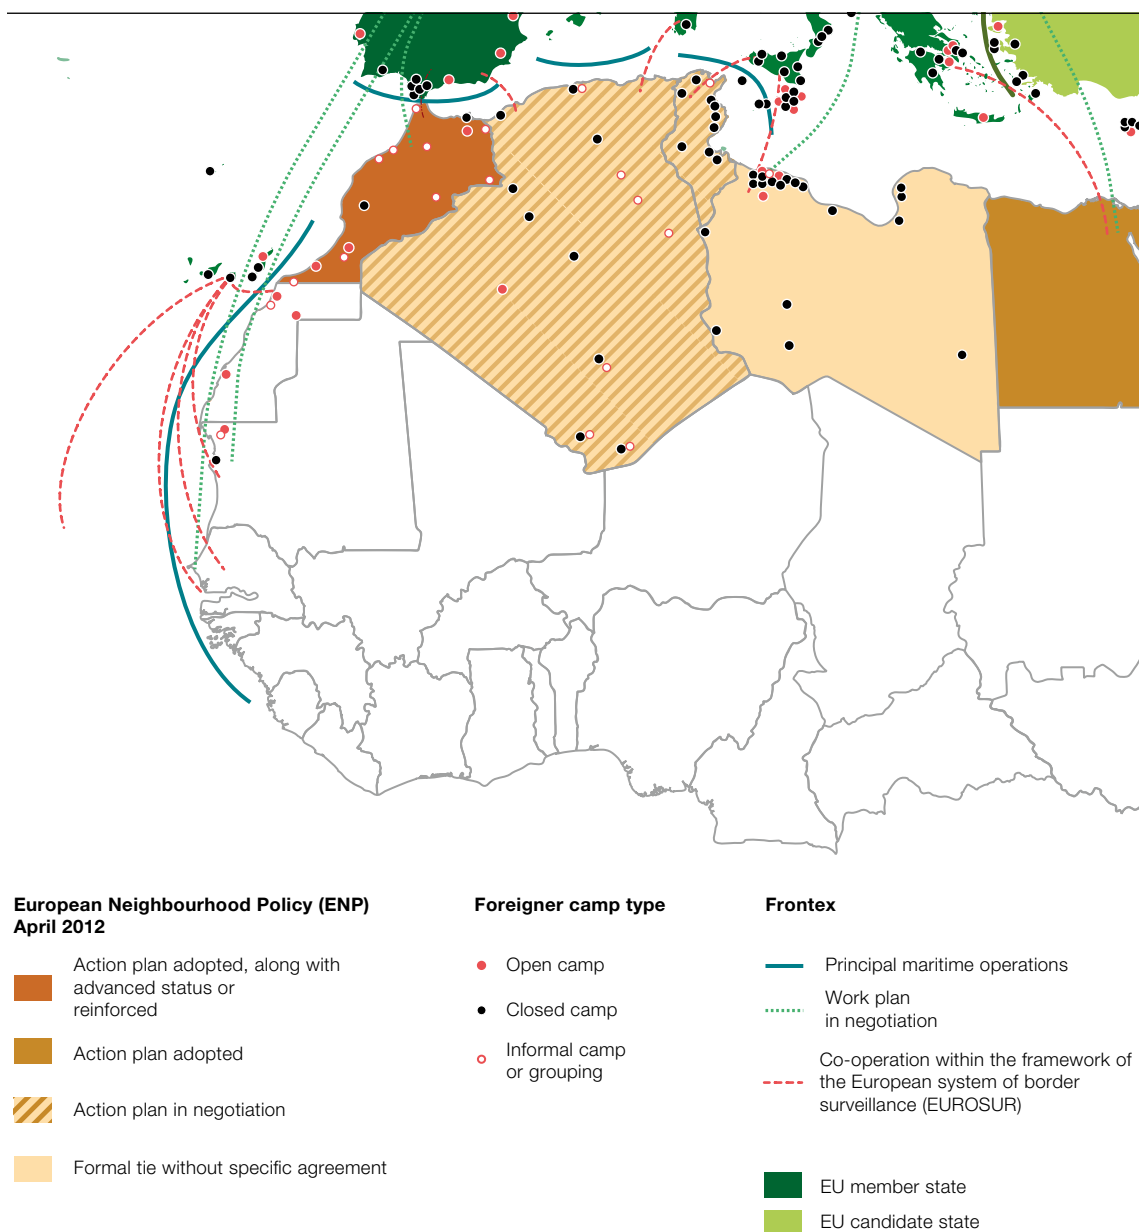 European Neighbourhood Policy (ENP)
April 2012
Action plan adopted, along with
advanced status or
reinforced
Action plan adopted
Action plan in negotiation
Formal tie without specific agreement
Foreigner camp type
Open camp
Closed camp
Informal camp
or grouping
Frontex
Principal maritime operations
Work plan
in negotiation
Co-operation within the framework of
the European system of border
surveillance (EUROSUR)
EU member state
EU candidate state